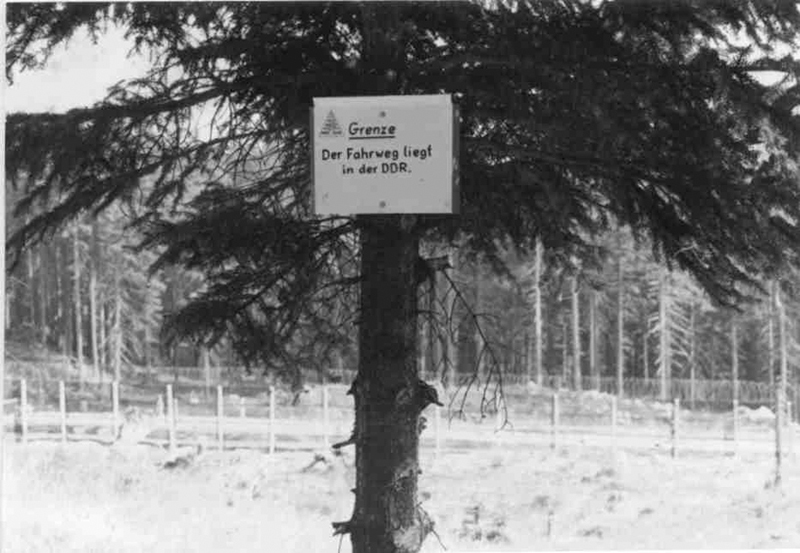 Grenze
Der Fahrweg liegt
in der DDR.